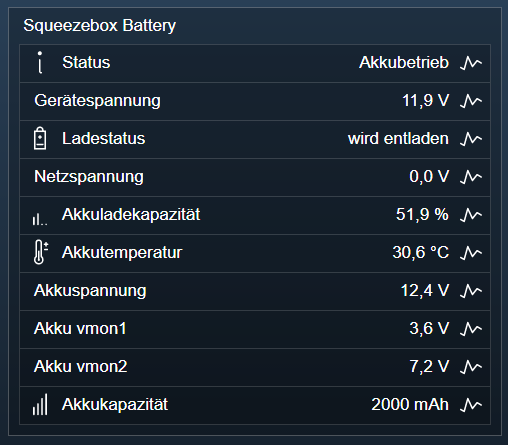 Squeezebox Battery
Status Akkubetrieb
Gerätespannung 11,9 V
Ladestatus wird entladen
Netzspannung 0,0 V
Akkuladekapazität 51,9 %
Akkutemperatur 30,6 °C
Akkuspannung 12,4 V
Akku vmon1 3,6 V
Akku vmon2 7,2 V
Akkukapazität 2000 mAh